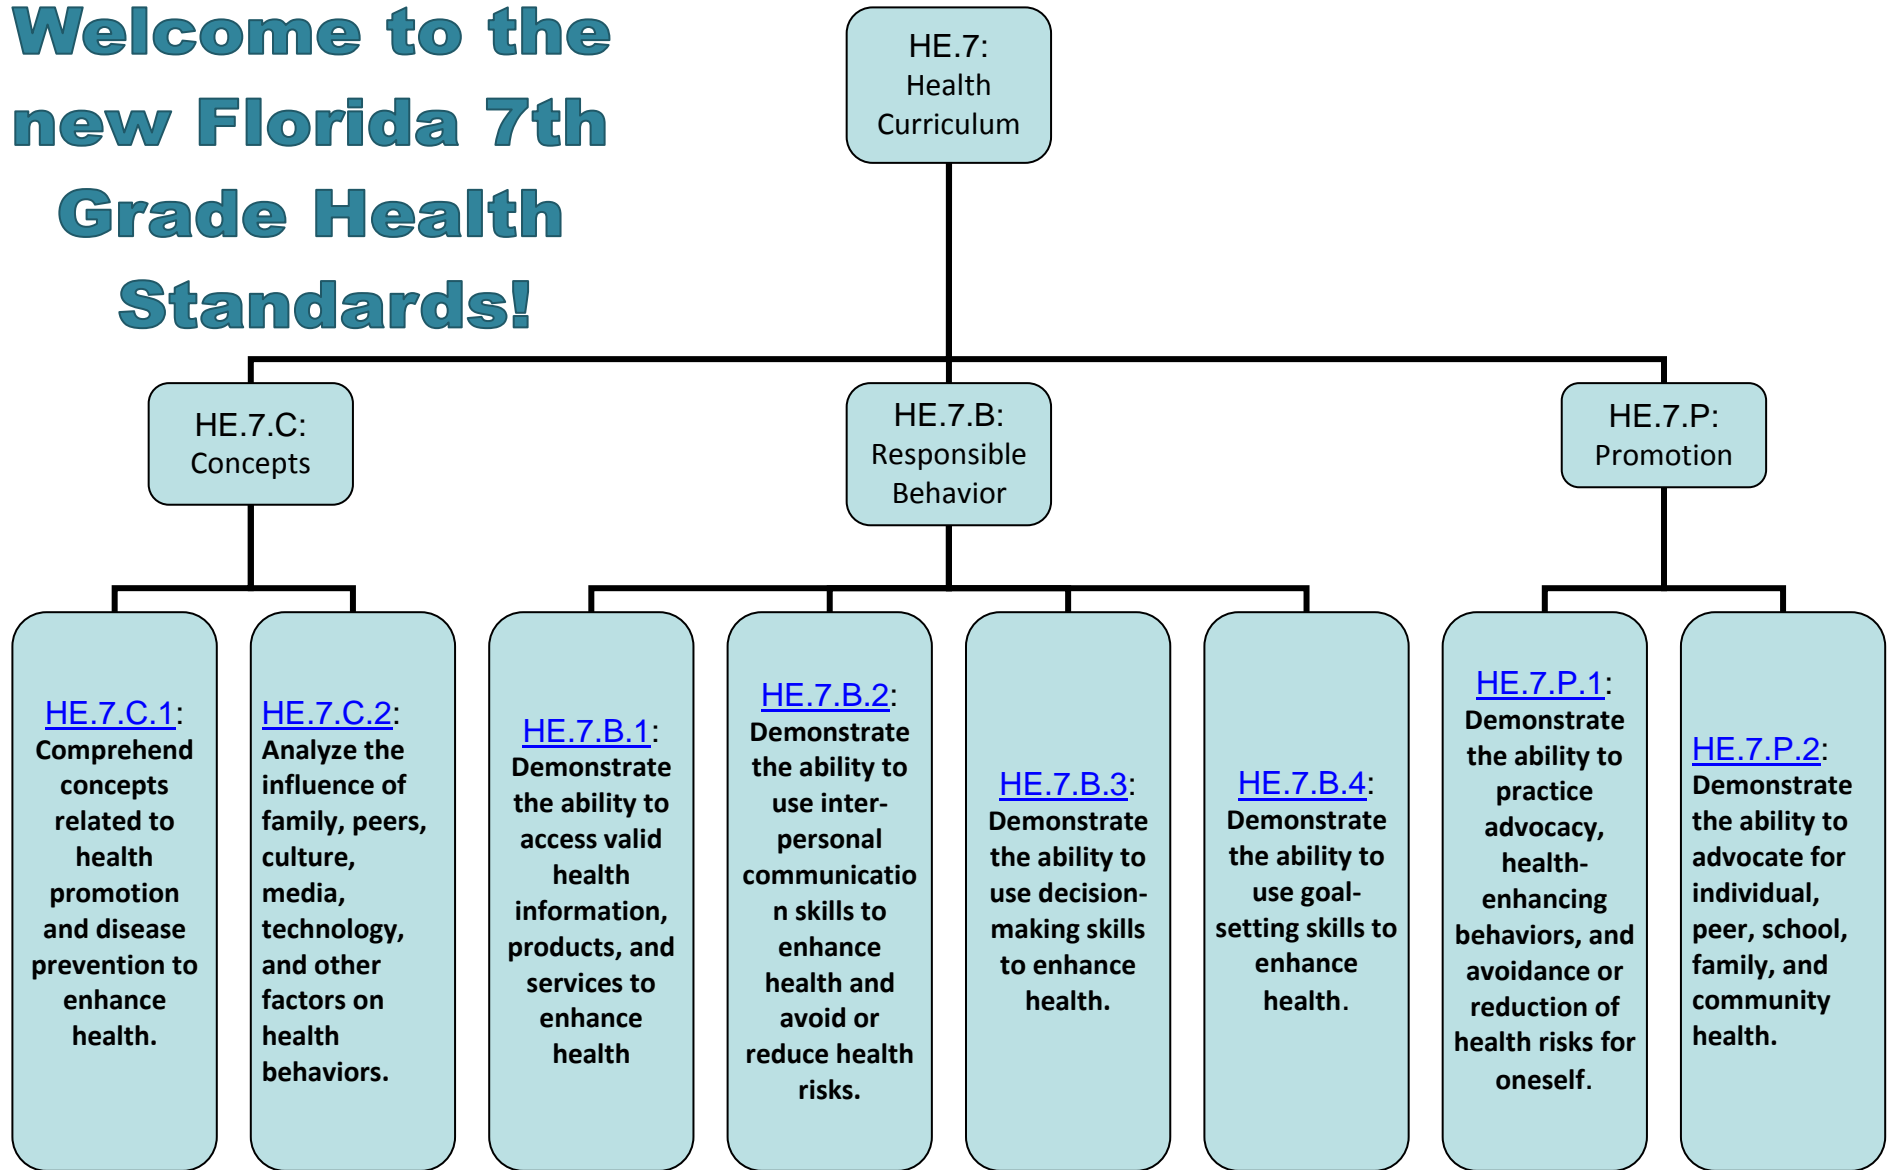 Welcome to the
new Florida 7th
Grade Health
Standards!
HE.7:
Health
Curriculum
HE.7.C:
Concepts
HE.7.B:
Responsible
Behavior
HE.7.P:
Promotion
HE.7.C.1:
Comprehend
concepts
related to
health
promotion
and disease
prevention to
enhance
health.
HE.7.C.2:
Analyze the
influence of
family, peers,
culture,
media,
technology,
and other
factors on
health
behaviors.
HE.7.B.1:
Demonstrate
the ability to
access valid
health
information,
products, and
services to
enhance
health
HE.7.B.2:
Demonstrate
the ability to
use inter-
personal
communicatio
n skills to
enhance
health and
avoid or
reduce health
risks.
HE.7.B.3:
Demonstrate
the ability to
use decision-
making skills
to enhance
health.
HE.7.B.4:
Demonstrate
the ability to
use goal-
setting skills to
enhance
health.
HE.7.P.1:
Demonstrate
the ability to
practice
advocacy,
health-
enhancing
behaviors, and
avoidance or
reduction of
health risks for
oneself.
HE.7.P.2:
Demonstrate
the ability to
advocate for
individual,
peer, school,
family, and
community
health.